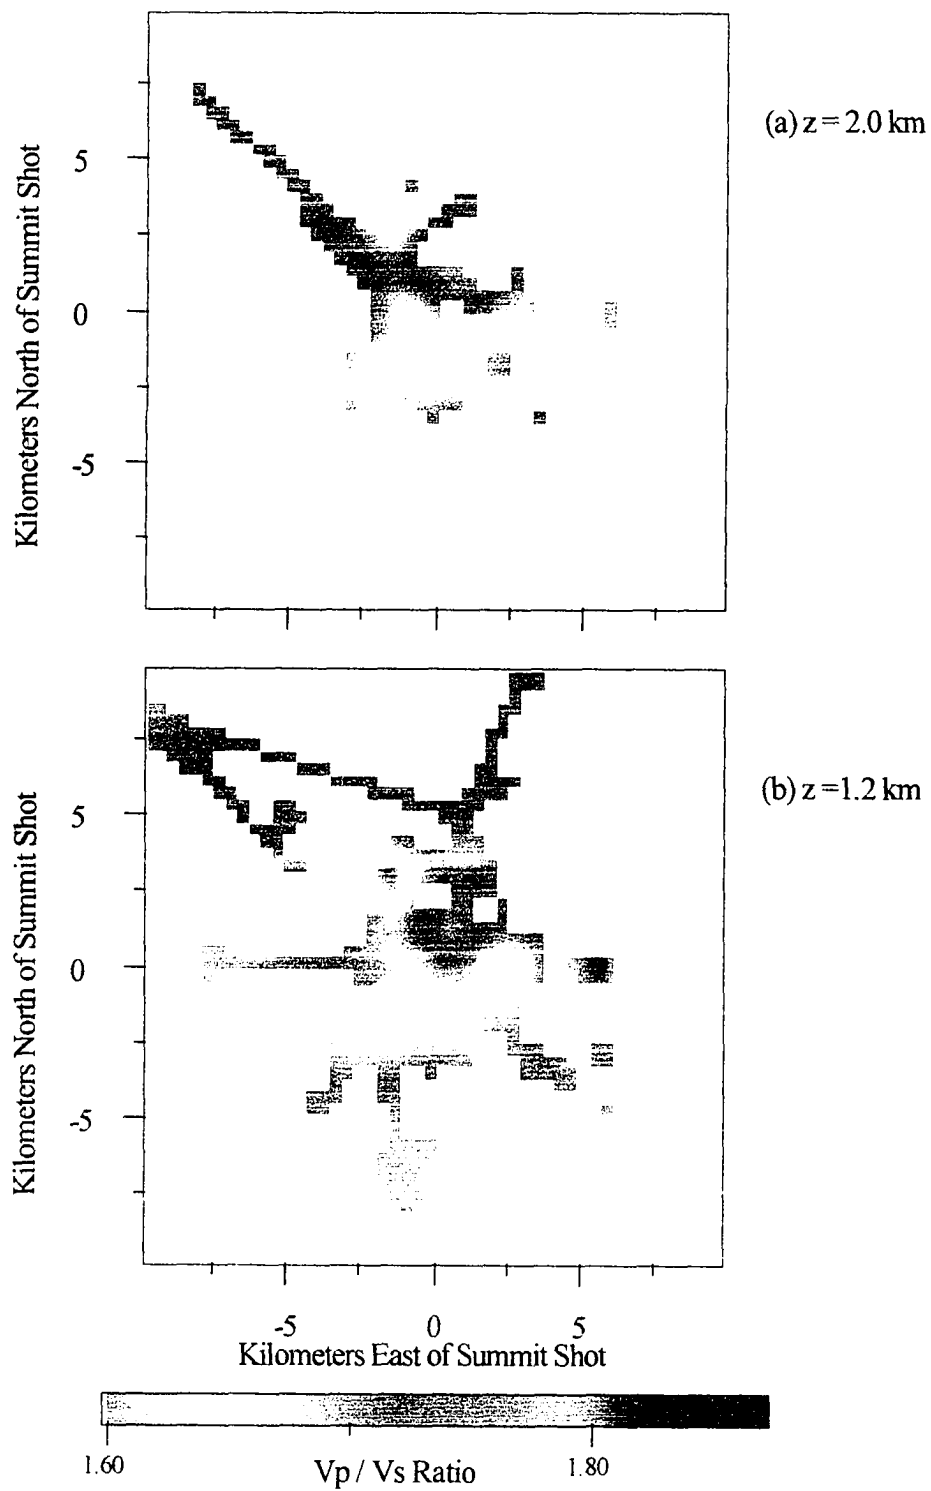 (a) z = 2.0 km
Kilometers North of Summit Shot
5
0
-5
(b) z =1.2 km
Kilometers North of Summit Shot
5
0
-5
-5 0 5
Kilometers East of Summit Shot
1.60 1.80
Vp / Vs Ratio